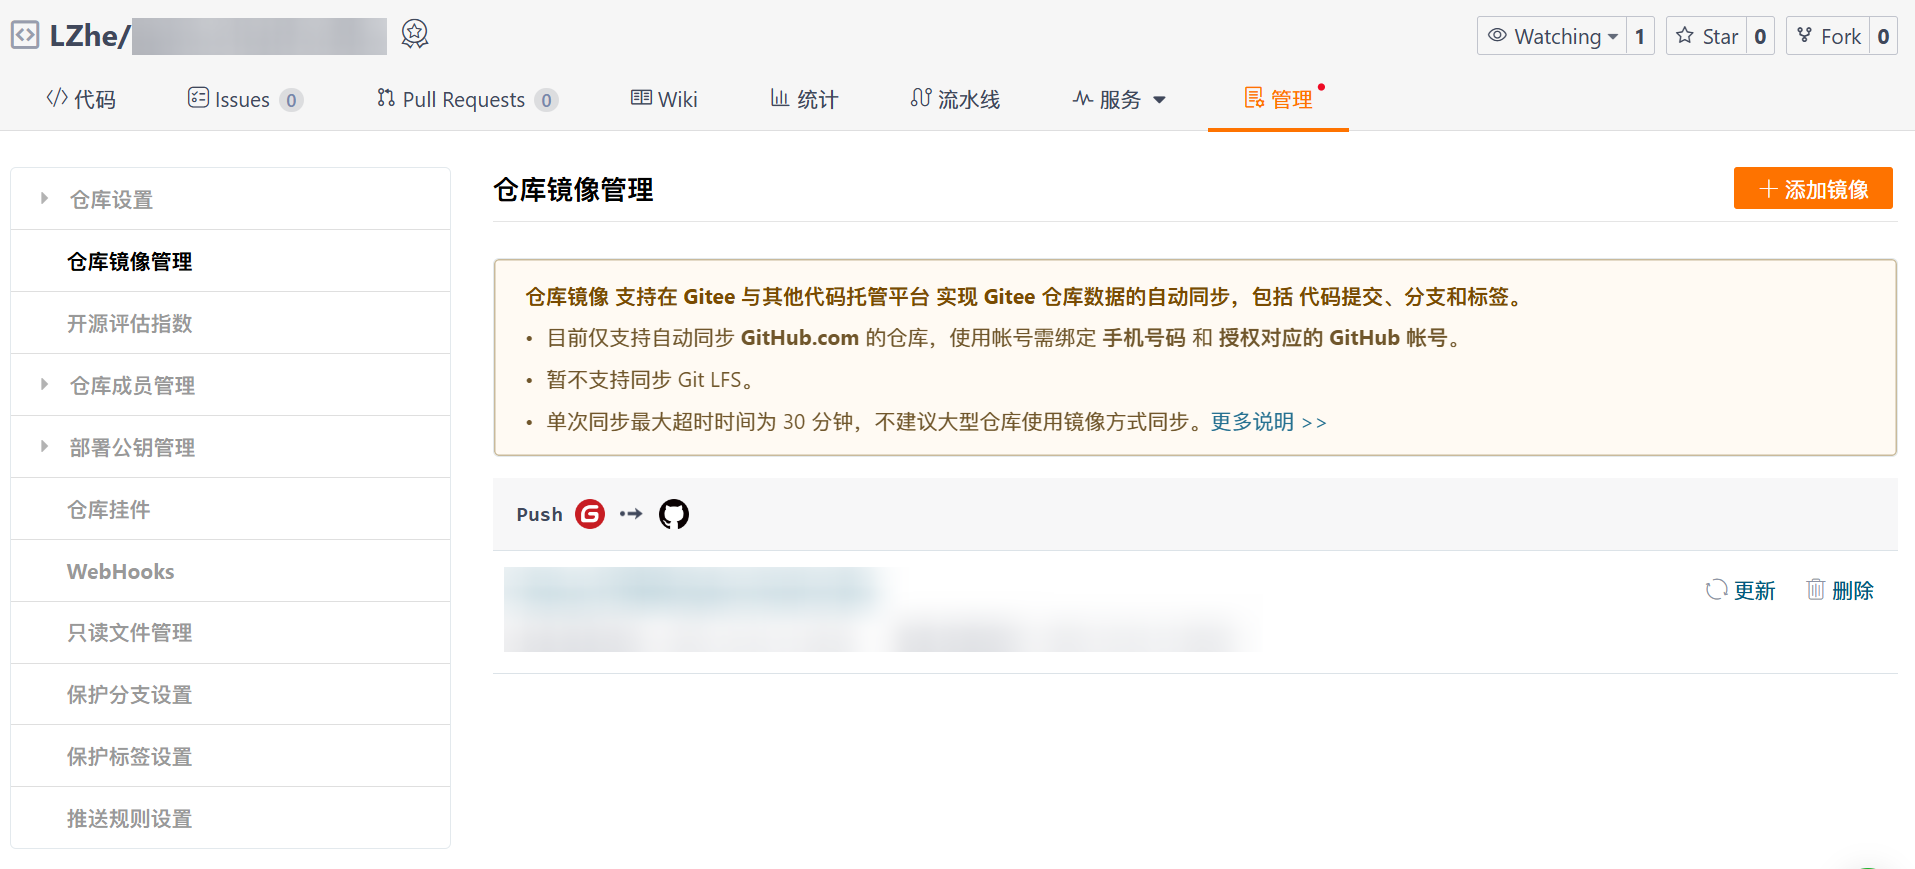 LZhe/
Watching 1 Star 0 Fork 0
代码 Issues 0 Pull Requests 0 Wiki 统计 流水线 服务 管理
仓库设置
仓库镜像管理
开源评估指数
仓库成员管理
部署公钥管理
仓库挂件
WebHooks
只读文件管理
保护分支设置
保护标签设置
推送规则设置
仓库镜像管理
添加镜像
仓库镜像 支持在 Gitee 与其他代码托管平台 实现 Gitee 仓库数据的自动同步，包括 代码提交、分支和标签。
• 目前仅支持自动同步 GitHub.com 的仓库，使用帐号需绑定 手机号码 和 授权对应的 GitHub 帐号。
• 暂不支持同步 Git LFS。
• 单次同步最大超时时间为 30 分钟，不建议大型仓库使用镜像方式同步。更多说明 >>
Push
更新 删除